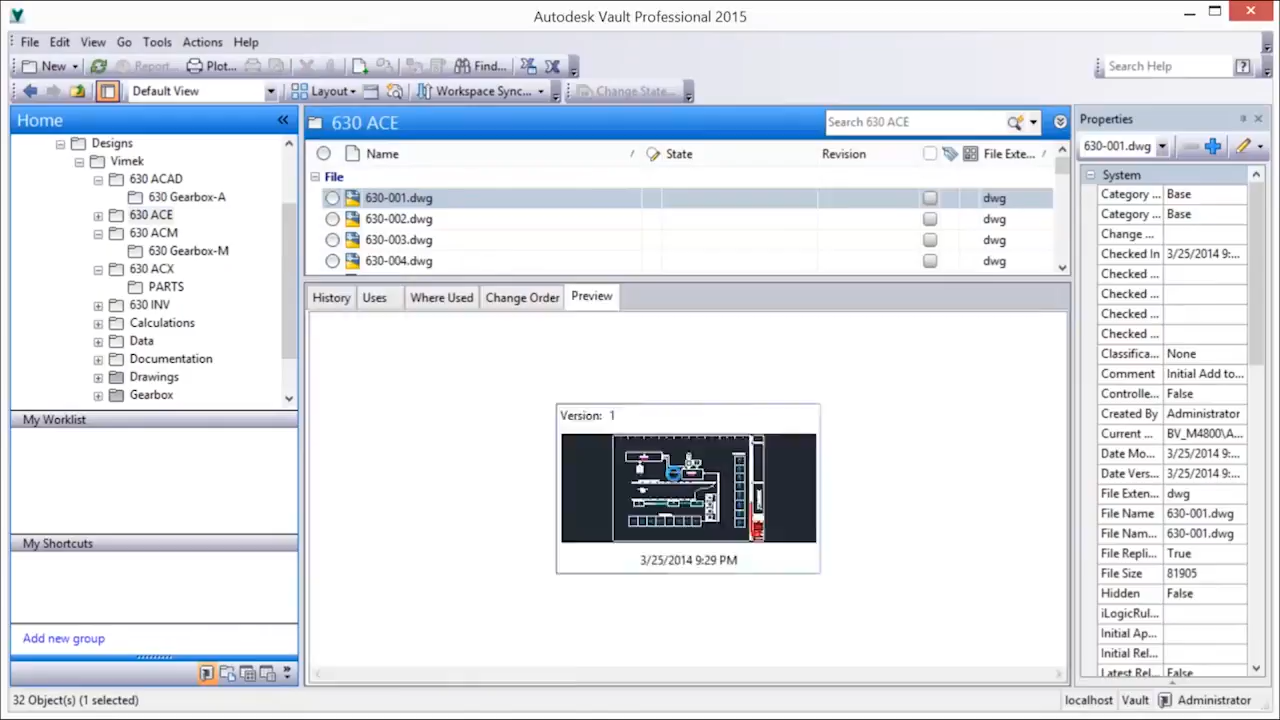 Autodesk Vault Professional 2015
File Edit View Go Tools Actions Help
New Report... Plot... Find... Search Help
Default View Layout Workspace Sync... Change State...
Home
Designs
Vimek
630 ACAD
630 Gearbox-A
630 ACE
630 ACM
630 Gearbox-M
630 ACX
PARTS
630 INV
Calculations
Data
Documentation
Drawings
Gearbox
My Worklist
My Shortcuts
Add new group
630 ACE Search 630 ACE
Name State Revision File Exte...
File
630-001.dwg dwg
630-002.dwg dwg
630-003.dwg dwg
630-004.dwg dwg
History Uses Where Used Change Order Preview
Version: 1
3/25/2014 9:29 PM
Properties
630-001.dwg
System
Category ... Base
Category ... Base
Change ...
Checked In 3/25/2014 9:...
Checked ...
Checked ...
Checked ...
Checked ...
Classifica... None
Comment Initial Add to...
Controlle... False
Created By Administrator
Current ... BV_M4800\A...
Date Mo... 3/25/2014 9:...
Date Vers... 3/25/2014 9:...
File Exten... dwg
File Name 630-001.dwg
File Nam... 630-001.dwg
File Repli... True
File Size 81905
Hidden False
iLogicRul...
Initial Ap...
Initial Rel...
Latest Rel... False
32 Object(s) (1 selected) localhost Vault Administrator